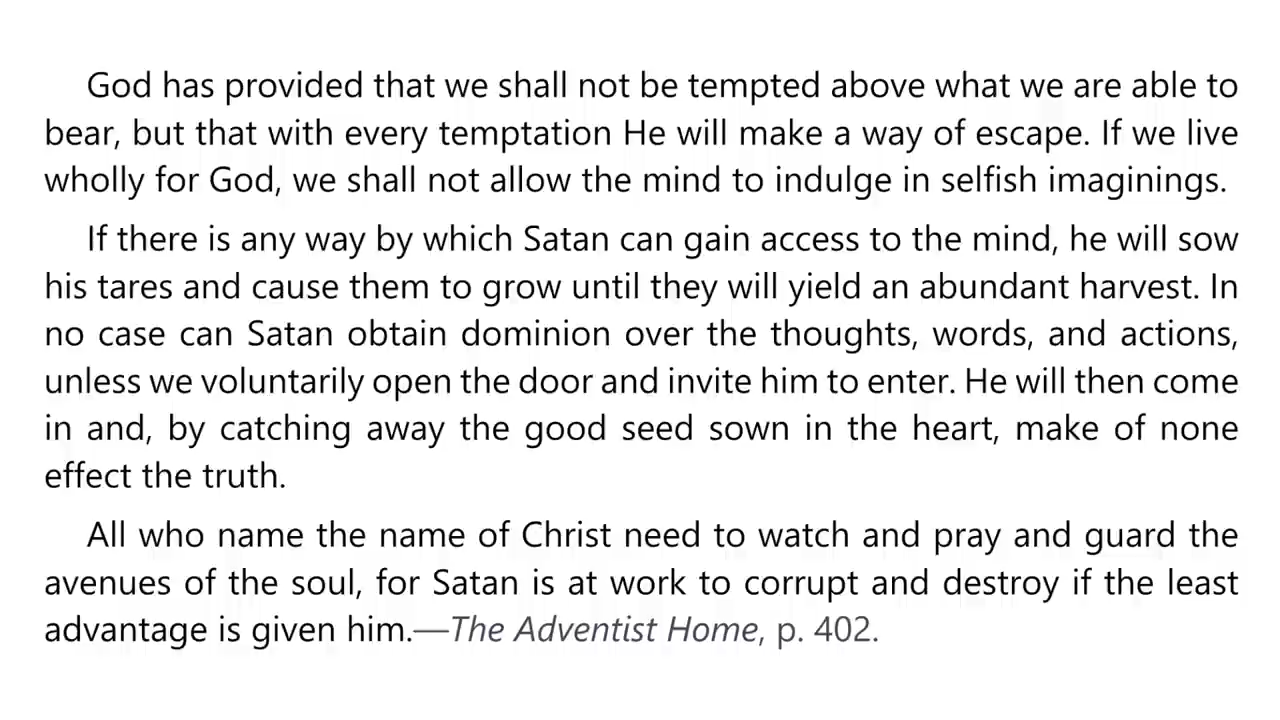 God has provided that we shall not be tempted above what we are able to
bear, but that with every temptation He will make a way of escape. If we live
wholly for God, we shall not allow the mind to indulge in selfish imaginings.
If there is any way by which Satan can gain access to the mind, he will sow
his tares and cause them to grow until they will yield an abundant harvest. In
no case can Satan obtain dominion over the thoughts, words, and actions,
unless we voluntarily open the door and invite him to enter. He will then come
in and, by catching away the good seed sown in the heart, make of none
effect the truth.
All who name the name of Christ need to watch and pray and guard the
avenues of the soul, for Satan is at work to corrupt and destroy if the least
advantage is given him.—The Adventist Home, p. 402.